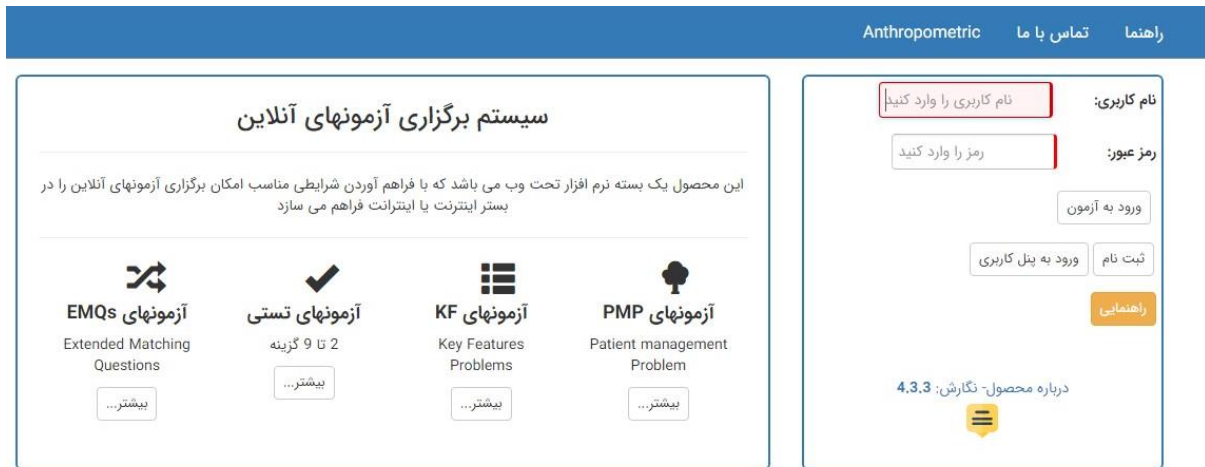 راهنما
تماس با ما
Anthropometric
نام کاربری:
نام کاربری را وارد کنید
رمز عبور:
رمز را وارد کنید
ورود به آزمون
ثبت نام
ورود به پنل کاربری
راهنمایی
درباره محصول- نگارش: 4.3.3
سیستم برگزاری آزمونهای آنلاین
این محصول یک بسته نرم افزار تحت وب می باشد که با فراهم آوردن شرایطی مناسب امکان برگزاری آزمونهای آنلاین را در
بستر اینترنت یا اینترانت فراهم می سازد
آزمونهای PMP
Patient management
Problem
بیشتر...
آزمونهای KF
Key Features
Problems
بیشتر...
آزمونهای تستی
2 تا 9 گزینه
بیشتر...
آزمونهای EMQs
Extended Matching
Questions
بیشتر...